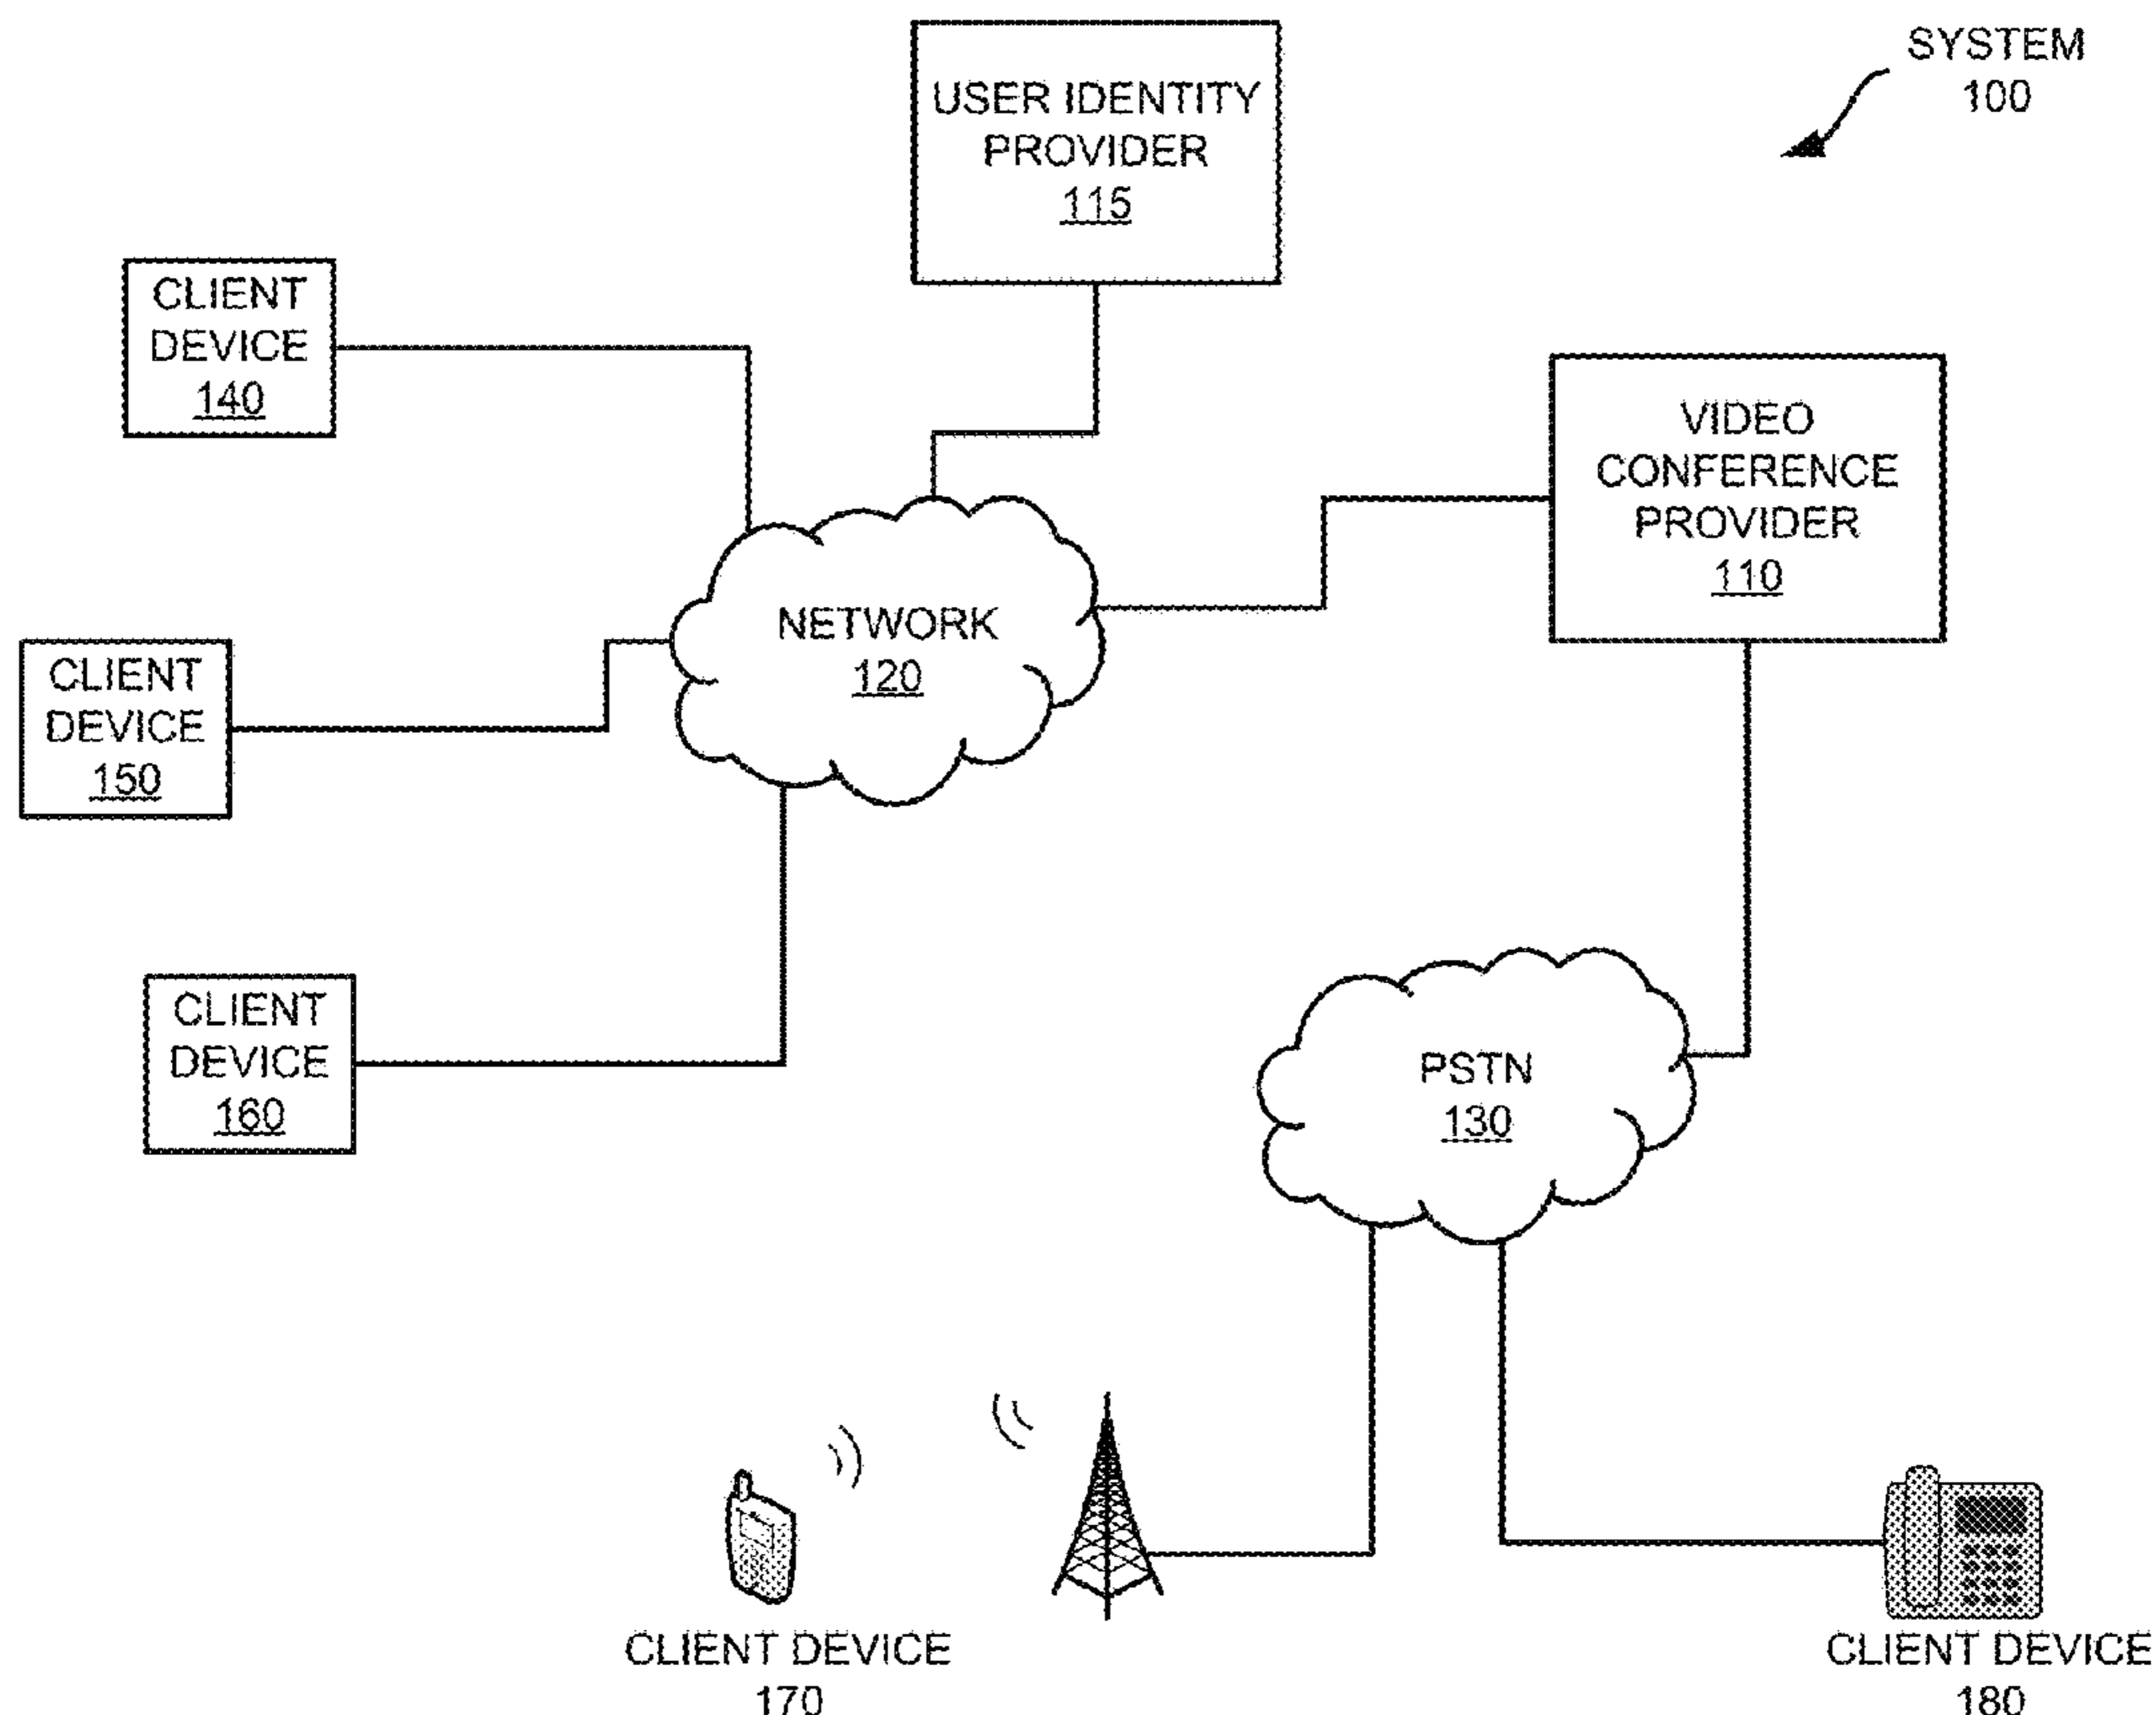 SYSTEM
100
USER IDENTITY
PROVIDER
115
CLIENT
DEVICE
140
VIDEO
CONFERENCE
PROVIDER
110
NETWORK
120
CLIENT
DEVICE
150
CLIENT
DEVICE
160
PSTN
130
CLIENT DEVICE
170
CLIENT DEVICE
180